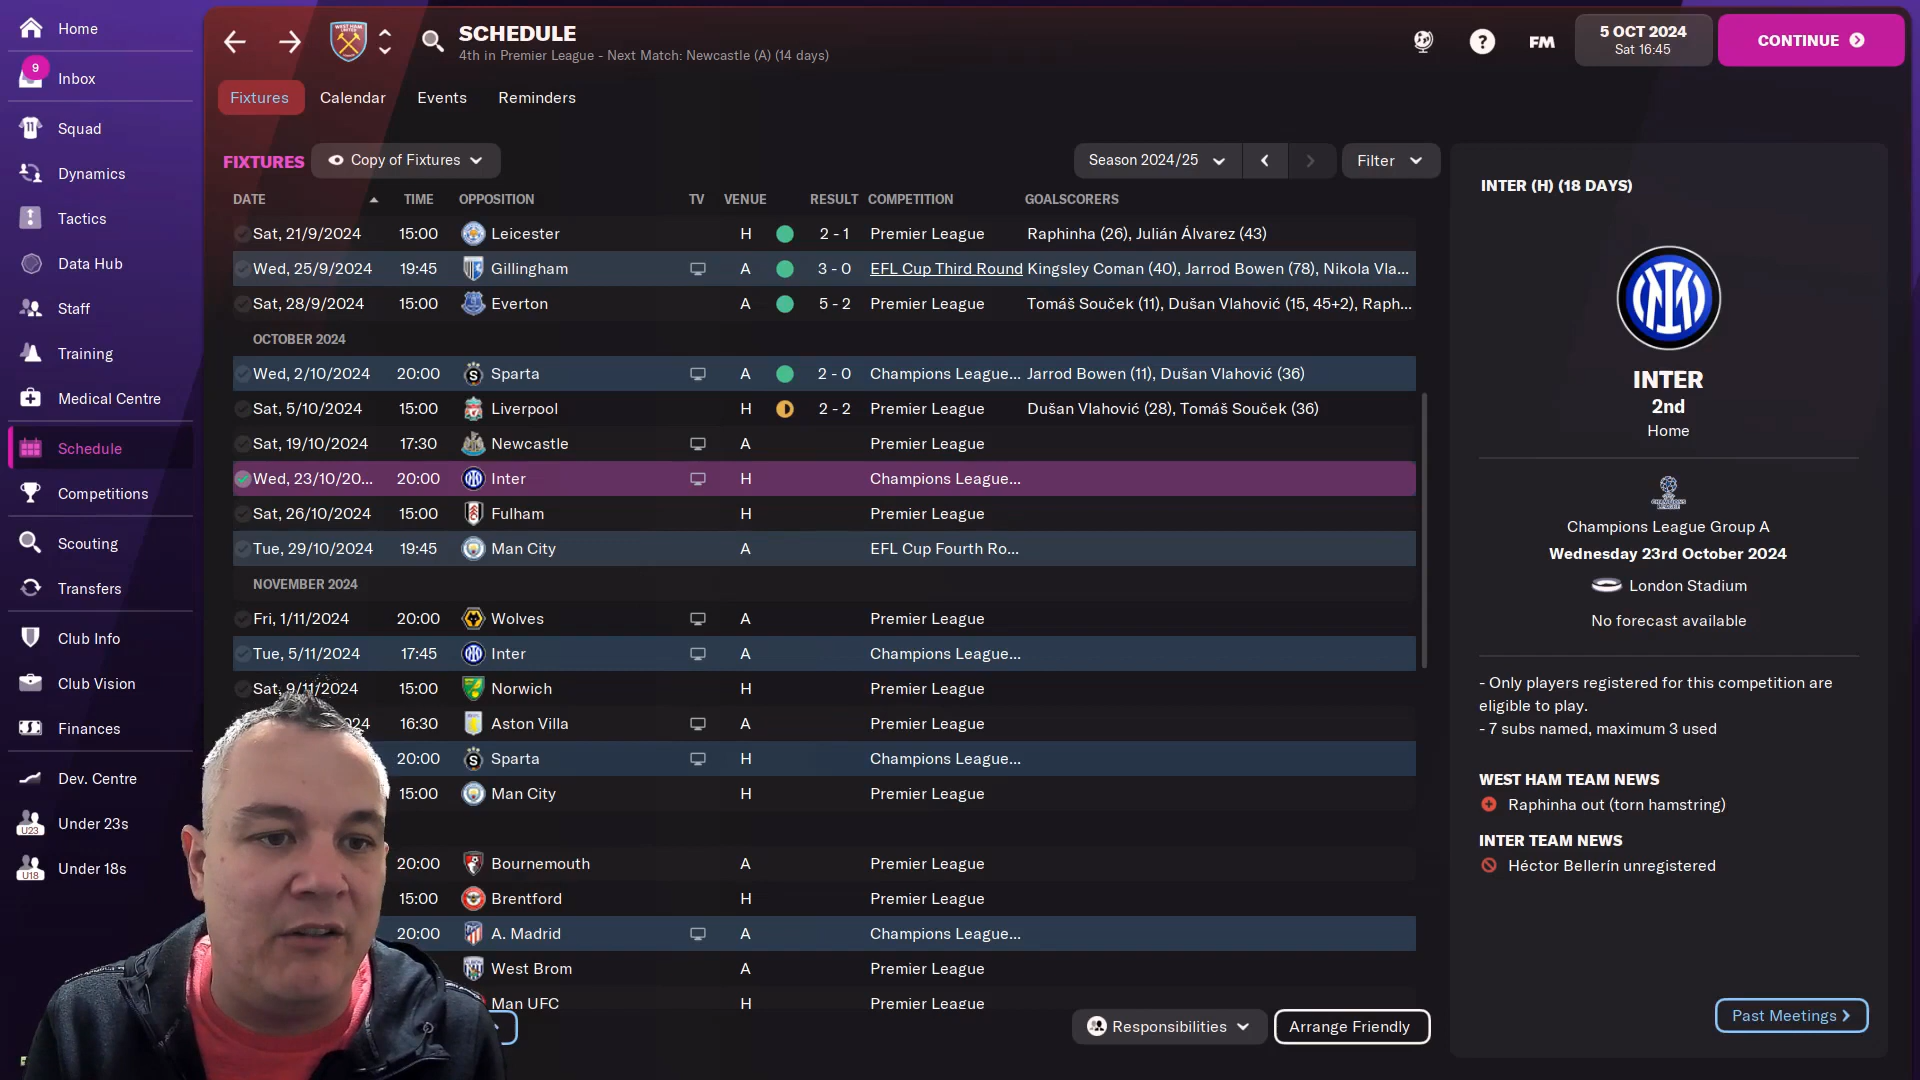 Home
9
Inbox
Squad
Dynamics
Tactics
Data Hub
Staff
Training
Medical Centre
Schedule
Competitions
Scouting
Transfers
Club Info
Club Vision
Finances
Dev. Centre
U23 Under 23s
U18 Under 18s
SCHEDULE
4th in Premier League - Next Match: Newcastle (A) (14 days)
? FM
5 OCT 2024
Sat 16:45
CONTINUE
Fixtures Calendar Events Reminders
FIXTURES Copy of Fixtures Season 2024/25 Filter
DATE TIME OPPOSITION TV VENUE RESULT COMPETITION GOALSCORERS
Sat, 21/9/2024 15:00 Leicester H 2 - 1 Premier League Raphinha (26), Julián Álvarez (43)
Wed, 25/9/2024 19:45 Gillingham A 3 - 0 EFL Cup Third Round Kingsley Coman (40), Jarrod Bowen (78), Nikola Vla...
Sat, 28/9/2024 15:00 Everton A 5 - 2 Premier League Tomáš Souček (11), Dušan Vlahović (15, 45+2), Raph...
OCTOBER 2024
Wed, 2/10/2024 20:00 Sparta A 2 - 0 Champions League... Jarrod Bowen (11), Dušan Vlahović (36)
Sat, 5/10/2024 15:00 Liverpool H 2 - 2 Premier League Dušan Vlahović (28), Tomáš Souček (36)
Sat, 19/10/2024 17:30 Newcastle A Premier League
Wed, 23/10/20... 20:00 Inter H Champions League...
Sat, 26/10/2024 15:00 Fulham H Premier League
Tue, 29/10/2024 19:45 Man City A EFL Cup Fourth Ro...
NOVEMBER 2024
Fri, 1/11/2024 20:00 Wolves A Premier League
Tue, 5/11/2024 17:45 Inter A Champions League...
Sat, 9/11/2024 15:00 Norwich H Premier League
16:30 Aston Villa A Premier League
20:00 Sparta H Champions League...
15:00 Man City H Premier League
20:00 Bournemouth A Premier League
15:00 Brentford H Premier League
20:00 A. Madrid A Champions League...
West Brom A Premier League
Man UFC H Premier League
Responsibilities Arrange Friendly
INTER (H) (18 DAYS)
INTER
2nd
Home
Champions League Group A
Wednesday 23rd October 2024
London Stadium
No forecast available
- Only players registered for this competition are
eligible to play.
- 7 subs named, maximum 3 used
WEST HAM TEAM NEWS
Raphinha out (torn hamstring)
INTER TEAM NEWS
Héctor Bellerín unregistered
Past Meetings